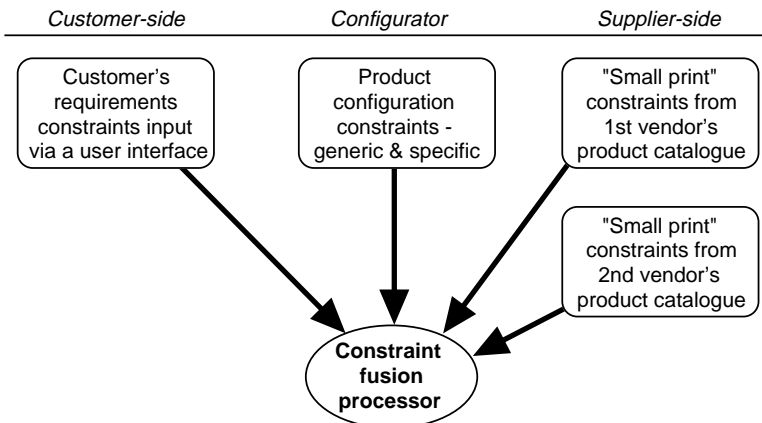 Customer-side
Configurator
Supplier-side
Customer's
requirements
constraints input
via a user interface
Product
configuration
constraints -
generic & specific
"Small print"
constraints from
1st vendor's
product catalogue
"Small print"
constraints from
2nd vendor's
product catalogue
Constraint
fusion
processor